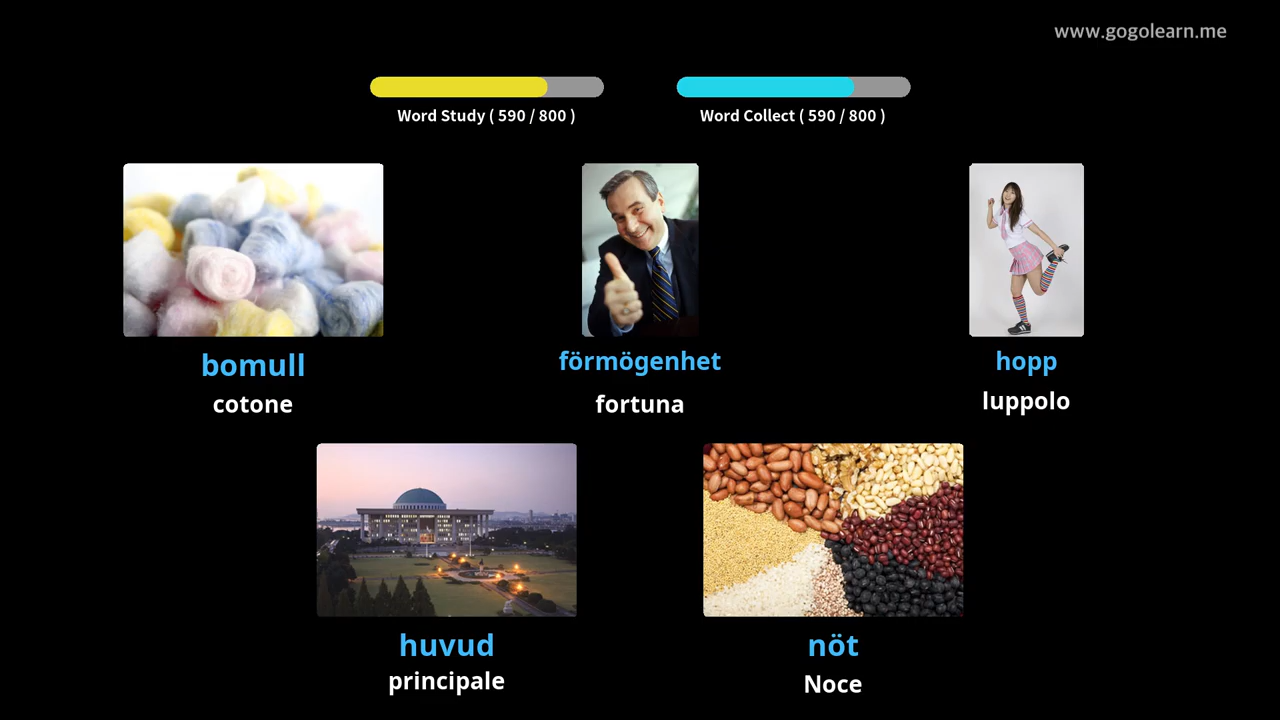 www.gogolearn.me
Word Study ( 590 / 800 )
Word Collect ( 590 / 800 )
bomull
cotone
förmögenhet
fortuna
hopp
luppolo
huvud
principale
nöt
Noce